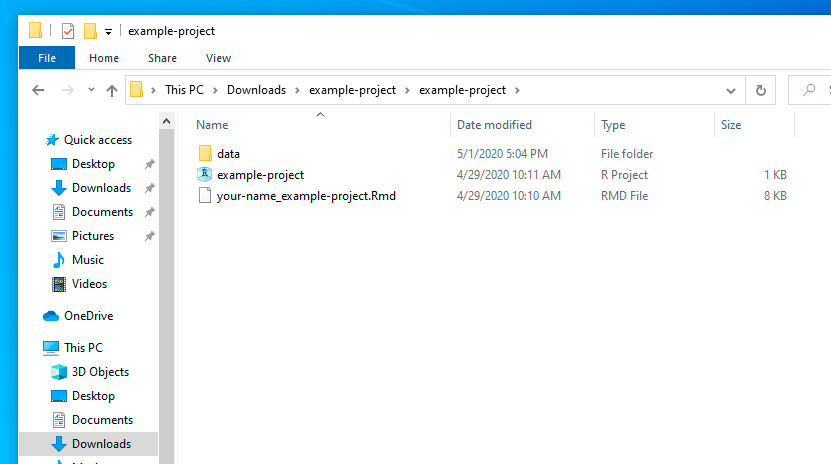 example-project
File Home Share View
This PC Downloads example-project example-project
Name Date modified Type Size
data 5/1/2020 5:04 PM File folder
example-project 4/29/2020 10:11 AM R Project 1 KB
your-name_example-project.Rmd 4/29/2020 10:10 AM RMD File 8 KB
Quick access
Desktop
Downloads
Documents
Pictures
Music
Videos
OneDrive
This PC
3D Objects
Desktop
Documents
Downloads